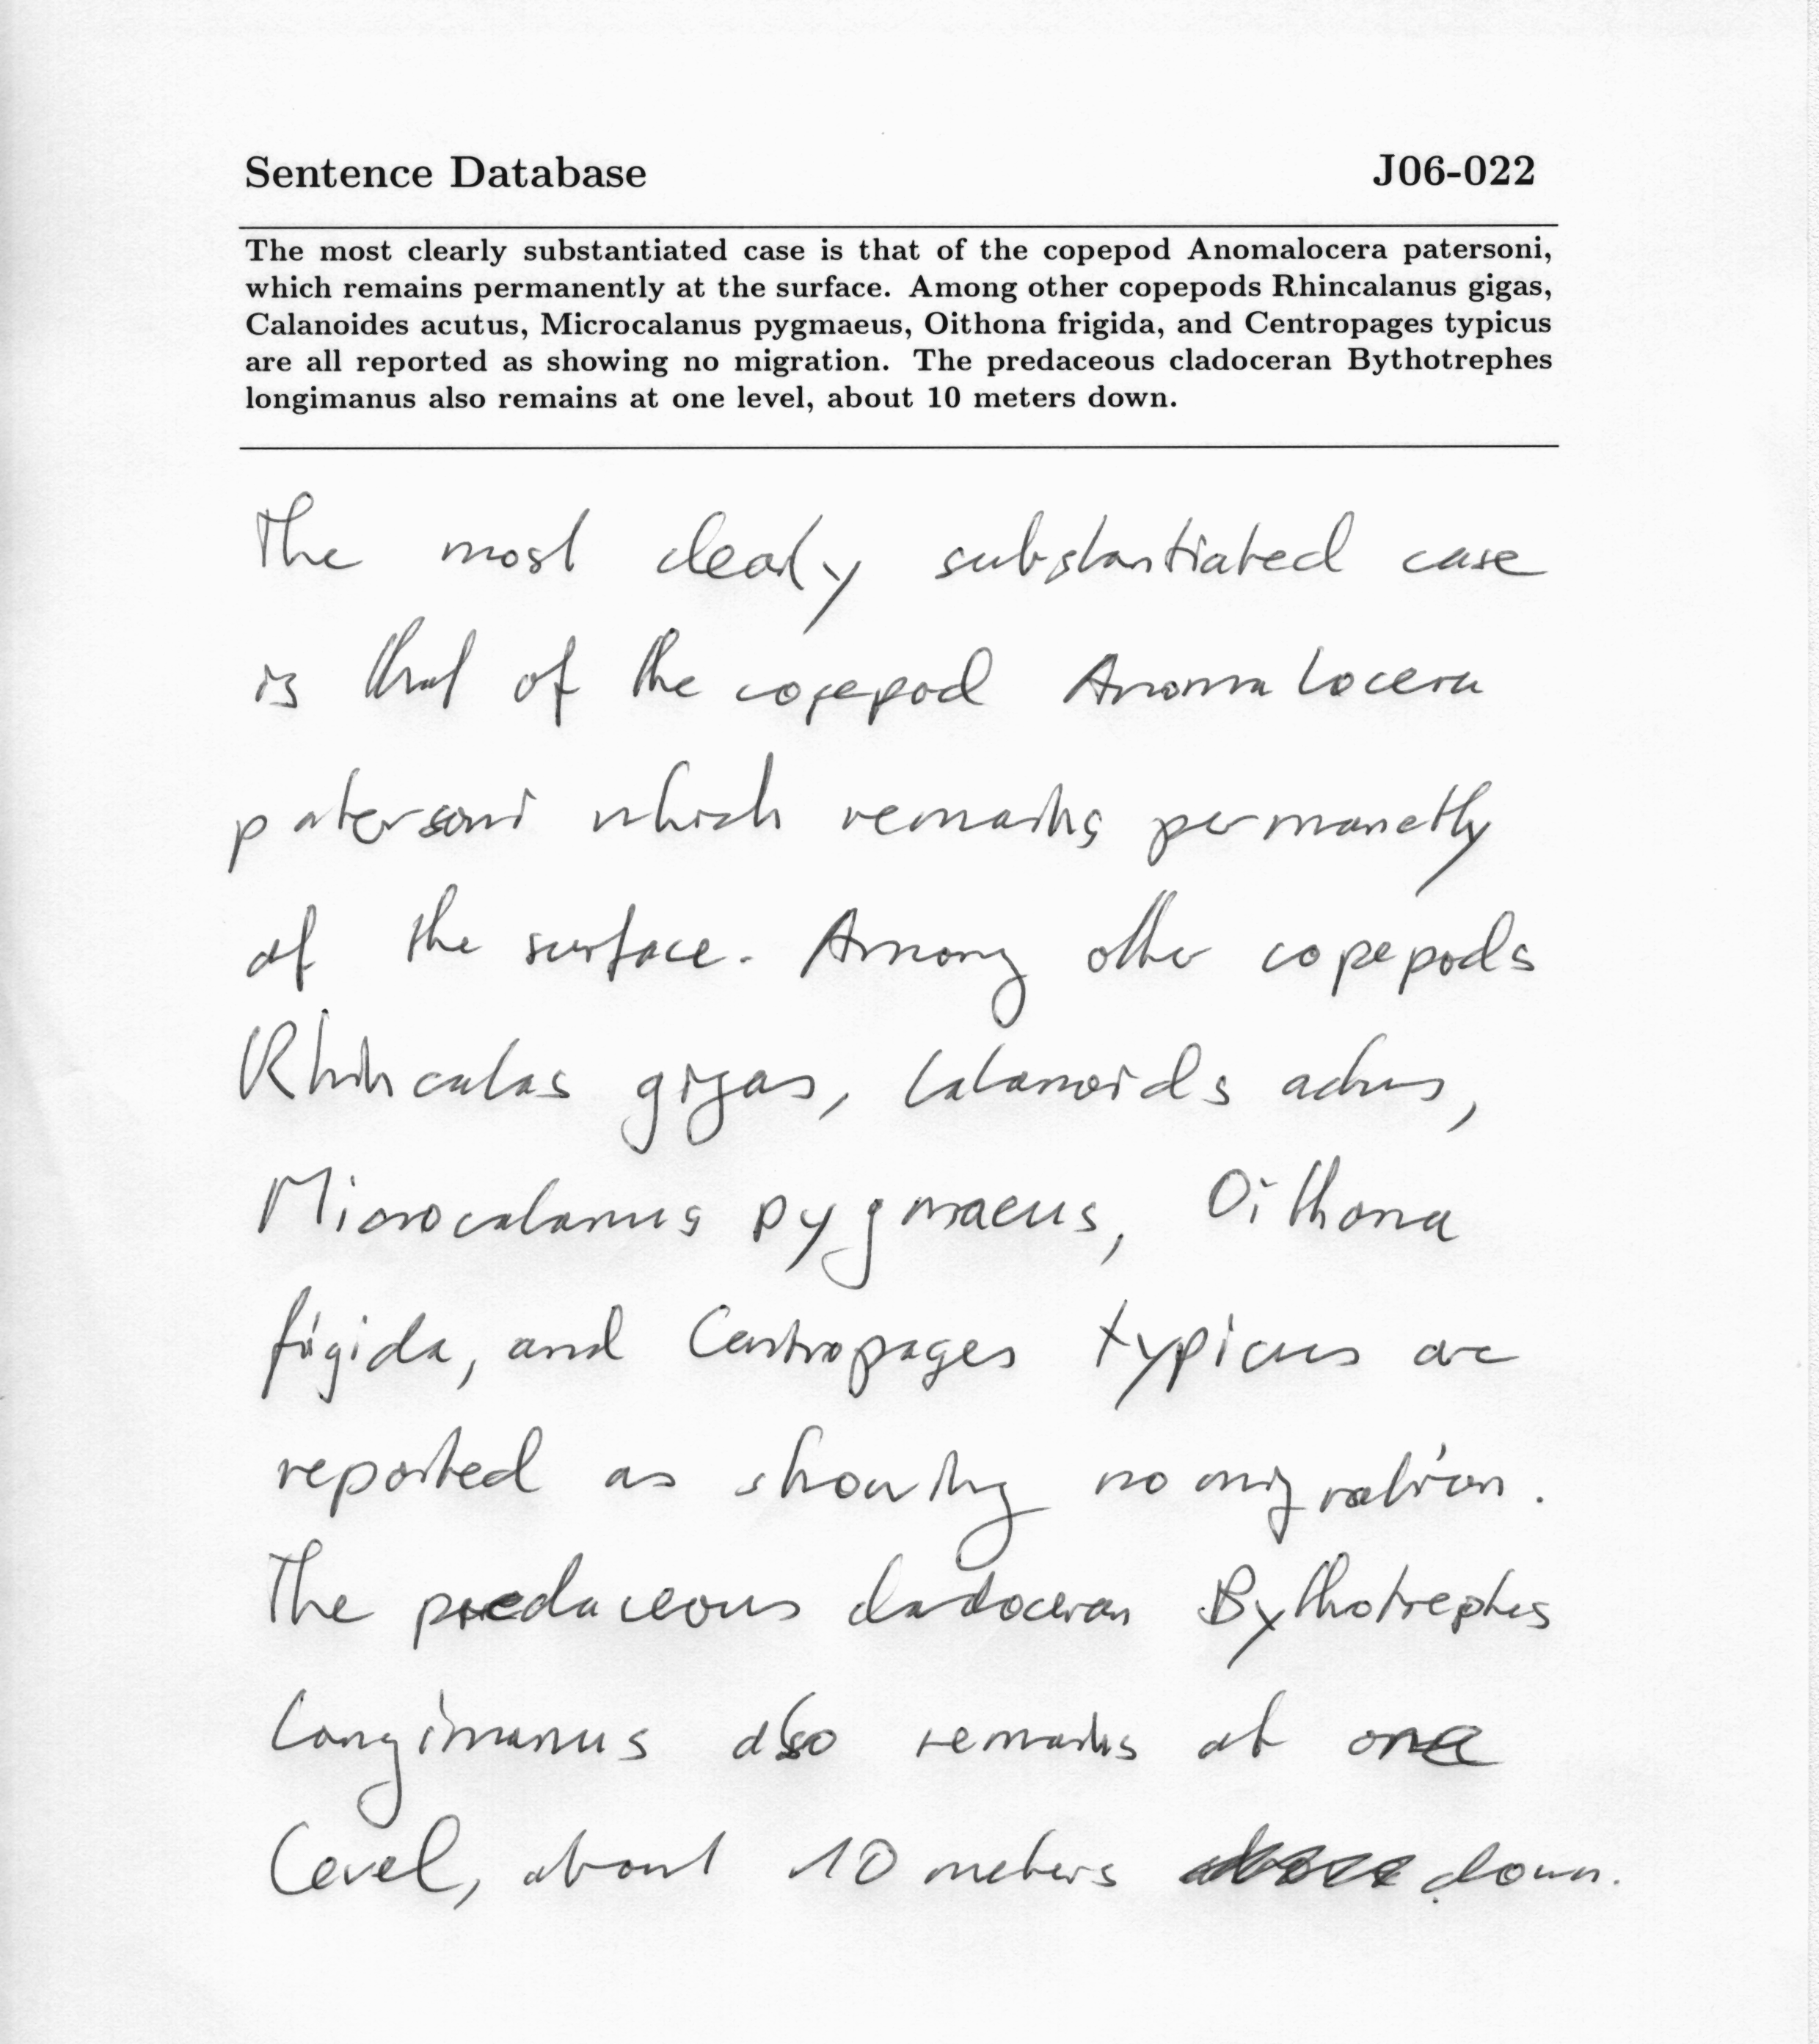 Sentence Database J06-022
The most clearly substantiated case is that of the copepod Anomalocera patersoni,
which remains permanently at the surface. Among other copepods Rhincalanus gigas,
Calanoides acutus, Microcalanus pygmaeus, Oithona frigida, and Centropages typicus
are all reported as showing no migration. The predaceous cladoceran Bythotrephes
longimanus also remains at one level, about 10 meters down.
The most clearly substantiated case
is that of the copepod Anomalocera
patersoni which remains permanetly
at the surface. Among other copepods
Rhincalas gigas, Calanoids acutus,
Microcalanus pygmaeus, Oithona
frigida, and Centropages typicus are
reported as showing no migration.
The predaceous cladoceran Bythotrephes
longimanus also remains at one
level, about 10 meters down.